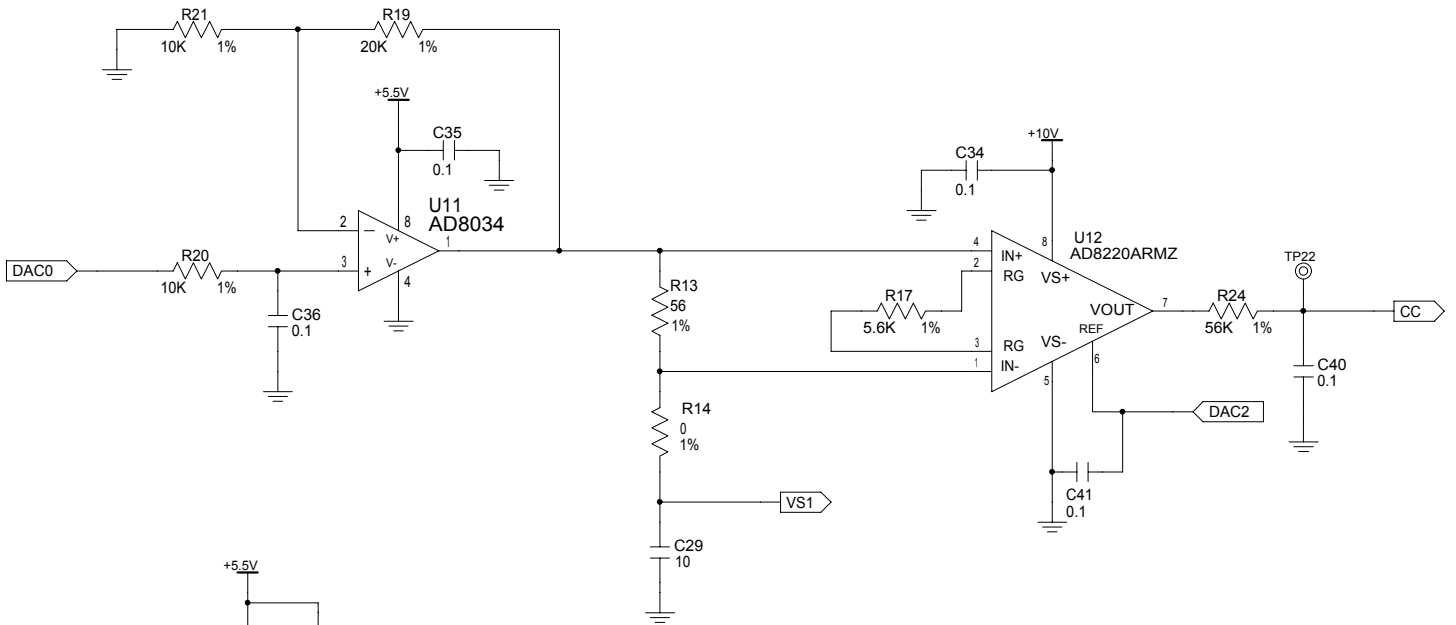 R21
10K 1%
R19
20K 1%
+5.5V
C35
0.1
U11
AD8034
2
8
V+
1
V-
3
+
4
DAC0
R20
10K 1%
C36
0.1
R13
56
1%
R14
0
1%
VS1
C29
10
+5.5V
+10V
C34
0.1
U12
AD8220ARMZ
8
4
IN+
2
RG
VS+
R17
5.6K 1%
3
RG
VS-
1
IN-
VOUT
7
REF
6
5
R24
56K 1%
TP22
CC
C40
0.1
DAC2
C41
0.1